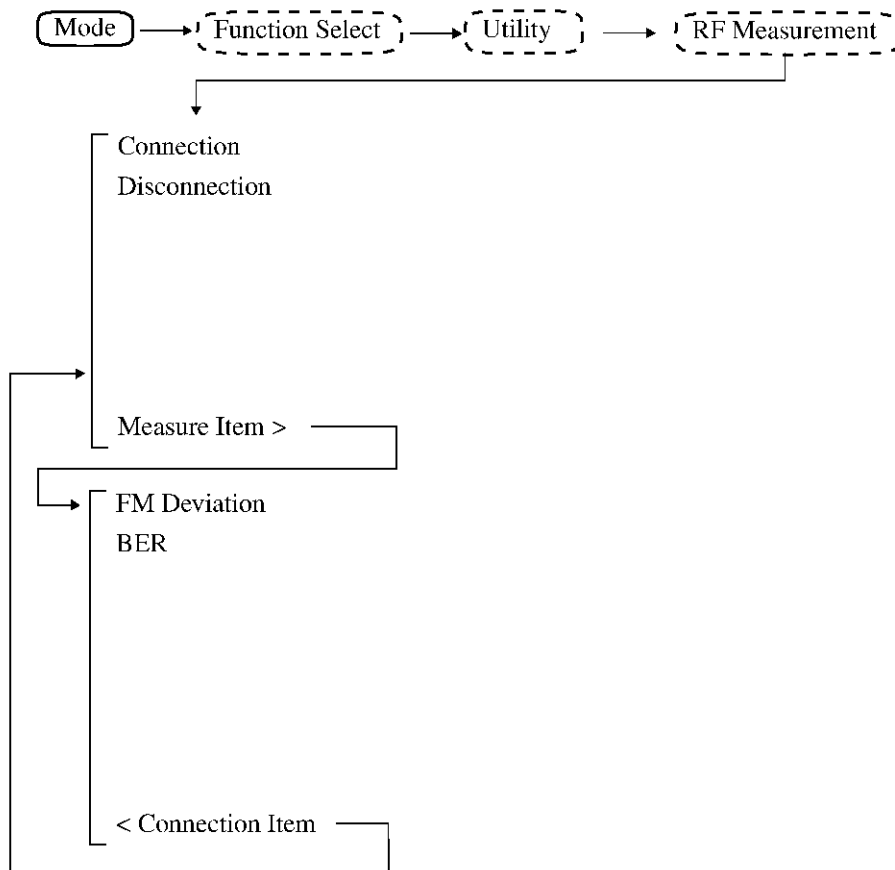 Mode Function Select Utility RF Measurement
Connection
Disconnection
Measure Item >
FM Deviation
BER
< Connection Item